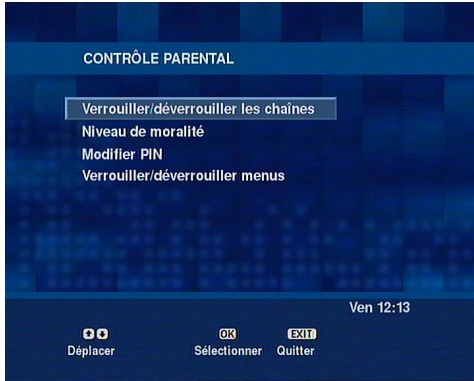 CONTRÔLE PARENTAL
Verrouiller/déverrouiller les chaînes
Niveau de moralité
Modifier PIN
Verrouiller/déverrouiller menus
Ven 12:13
OK EXIT
Déplacer Sélectionner Quitter